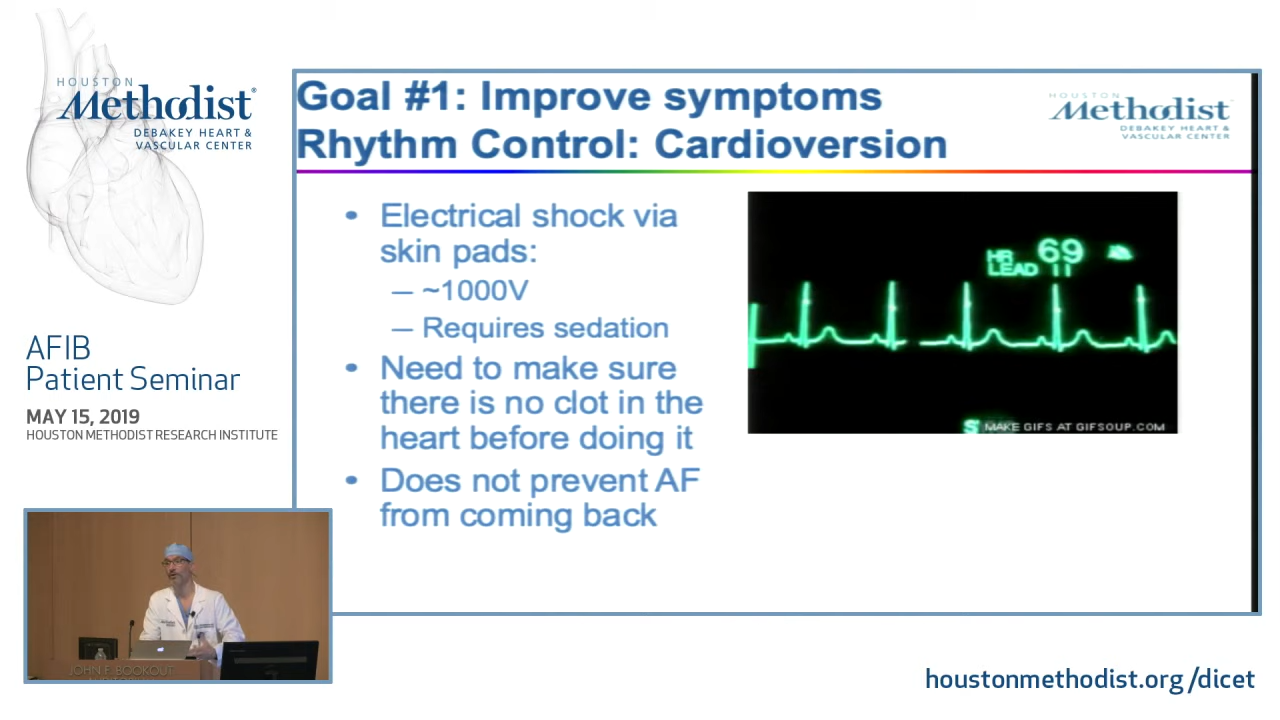 HOUSTON
Methodist®
DEBAKEY HEART &
VASCULAR CENTER
AFIB
Patient Seminar
MAY 15, 2019
HOUSTON METHODIST RESEARCH INSTITUTE
Goal #1: Improve symptoms
Rhythm Control: Cardioversion
HOUSTON
Methodist
DEBAKEY HEART &
VASCULAR CENTER
• Electrical shock via
skin pads:
– ~1000V
– Requires sedation
• Need to make sure
there is no clot in the
heart before doing it
• Does not prevent AF
from coming back
HR 69
LEAD II
S MAKE GIFS AT GIFSOUP.COM
JOHN F. BOOKOUT
houstonmethodist.org/dicet